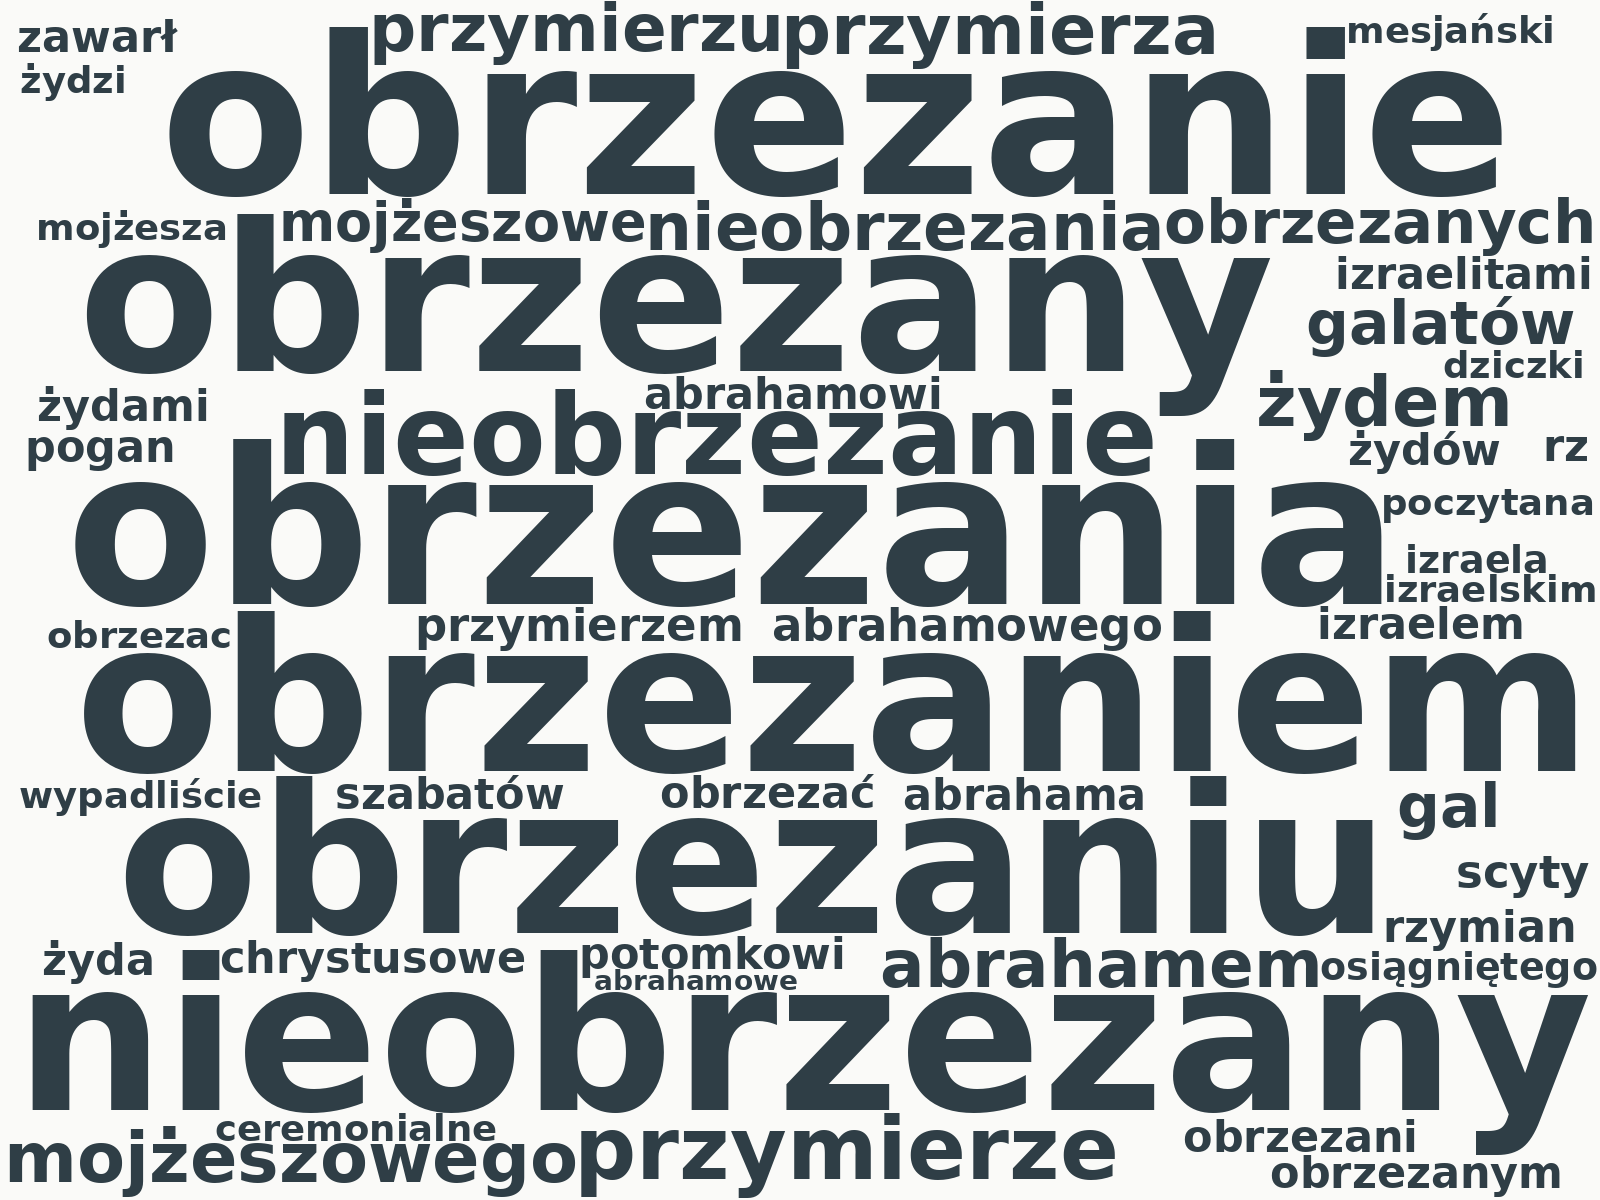 zawarł przymierzu przymierza mesjański
żydzi
obrzezanie
mojżesza mojżeszowe nieobrzezania obrzezanych
obrzezany izraelitami
galatów
dziczki
żydami abrahamowi żydem
pogan nieobrzezanie żydów rz
obrzezania poczytana
izraela
izraelskim
obrzezac przymierzem abrahamowego izraelem
obrzezaniem
wypadliście szabatów obrzezać abrahama gal
obrzezaniu scyty
rzymian
żyda chrystusowe potomkowi abrahamem osiągniętego
abrahamowe
nieobrzezany
ceremonialne obrzezani
mojżeszowego przymierze obrzezanym